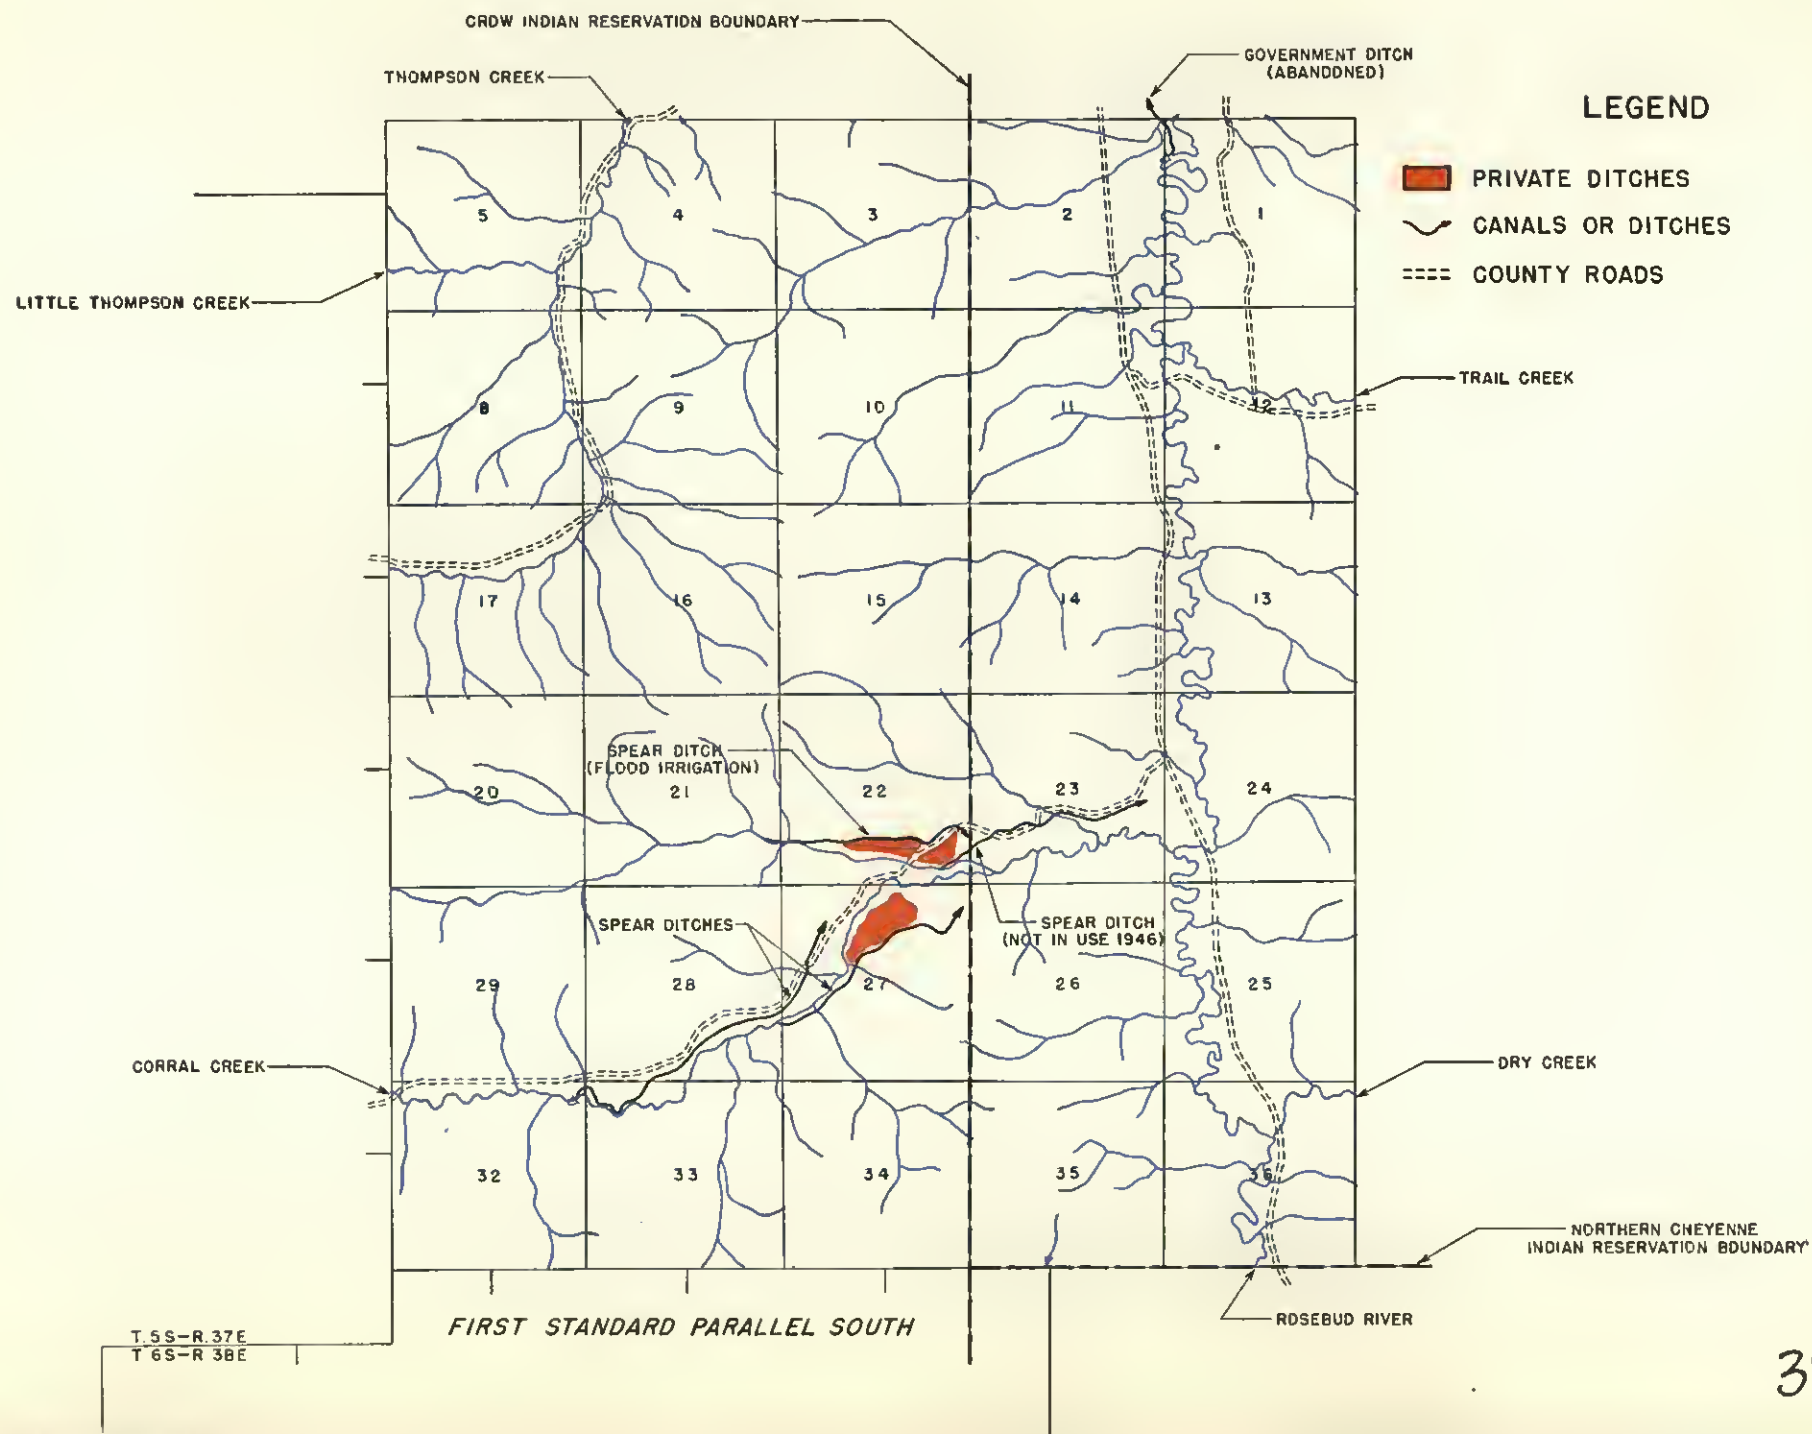 CROW INDIAN RESERVATION BOUNDARY
THOMPSON CREEK
GOVERNMENT DITCH
(ABANDONED)
LEGEND
PRIVATE DITCHES
CANALS OR DITCHES
COUNTY ROADS
5 4 3 2 1
LITTLE THOMPSON CREEK
TRAIL CREEK
8 9 10 11 12
17 16 15 14 13
SPEAR DITCH
(FLOOD IRRIGATION)
20 21 22 23 24
SPEAR DITCHES
SPEAR DITCH
(NOT IN USE 1946)
29 28 27 26 25
CORRAL CREEK
DRY CREEK
32 33 34 35 36
NORTHERN CHEYENNE
INDIAN RESERVATION BOUNDARY
ROSEBUD RIVER
FIRST STANDARD PARALLEL SOUTH
T.5S-R.37E
T 6S-R 38E